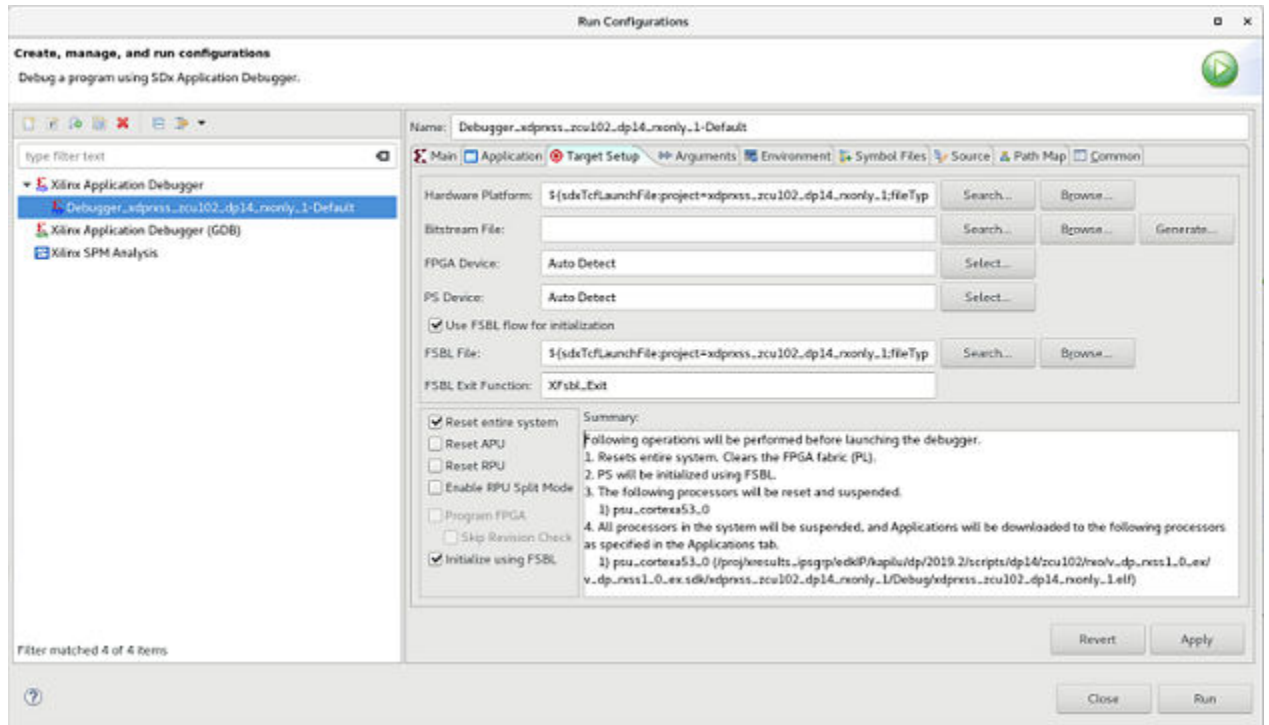 Run Configurations
Create, manage, and run configurations
Debug a program using SDx Application Debugger.
Name: Debugger_xdprxss_zcu102_dp14_rxonly_1-Default
type filter text
Main Application Target Setup Arguments Environment Symbol Files Source Path Map Common
Xilinx Application Debugger
Debugger_xdprxss_zcu102_dp14_rxonly_1-Default
Xilinx Application Debugger (GDB)
Xilinx SPM Analysis
Hardware Platform: ${sdxTcfLaunchFile:project=xdprxss_zcu102_dp14_rxonly_1;fileTyp Search... Browse...
Bitstream File: Search... Browse... Generate...
FPGA Device: Auto Detect Select...
PS Device: Auto Detect Select...
Use FSBL flow for initialization
FSBL File: ${sdxTcfLaunchFile:project=xdprxss_zcu102_dp14_rxonly_1;fileTyp Search... Browse...
FSBL Exit Function: XFsbl_Exit
Reset entire system
Reset APU
Reset RPU
Enable RPU Split Mode
Program FPGA
Skip Revision Check
Initialize using FSBL
Summary:
Following operations will be performed before launching the debugger.
1. Resets entire system. Clears the FPGA fabric (PL).
2. PS will be initialized using FSBL.
3. The following processors will be reset and suspended.
1) psu_cortexa53_0
4. All processors in the system will be suspended, and Applications will be downloaded to the following processors
as specified in the Applications tab.
1) psu_cortexa53_0 (/proj/xresults_ipsgrp/edkIP/kapilu/dp/2019.2/scripts/dp14/zcu102/rxo/v_dp_rxss1_0_ex/
v_dp_rxss1_0_ex.sdk/xdprxss_zcu102_dp14_rxonly_1/Debug/xdprxss_zcu102_dp14_rxonly_1.elf)
Filter matched 4 of 4 items
Revert Apply
Close Run